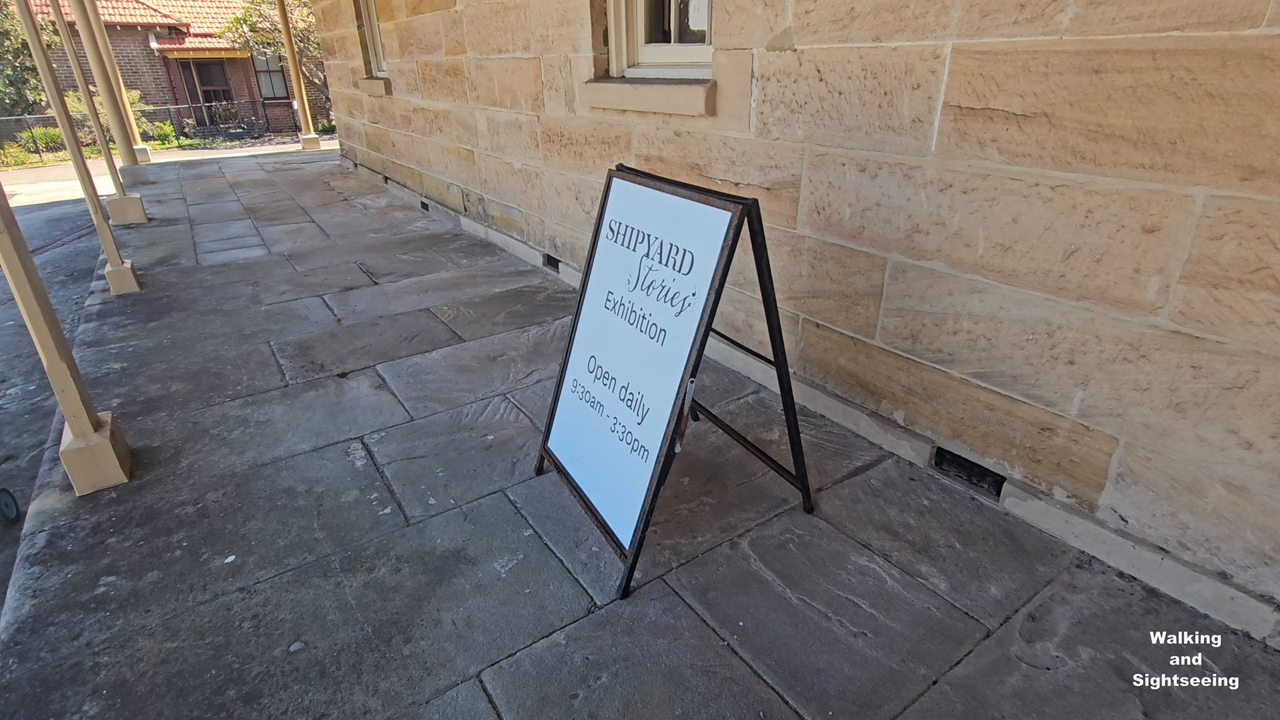 SHIPYARD
Stories
Exhibition
Open daily
9:30am - 3:30pm
Walking
and
Sightseeing